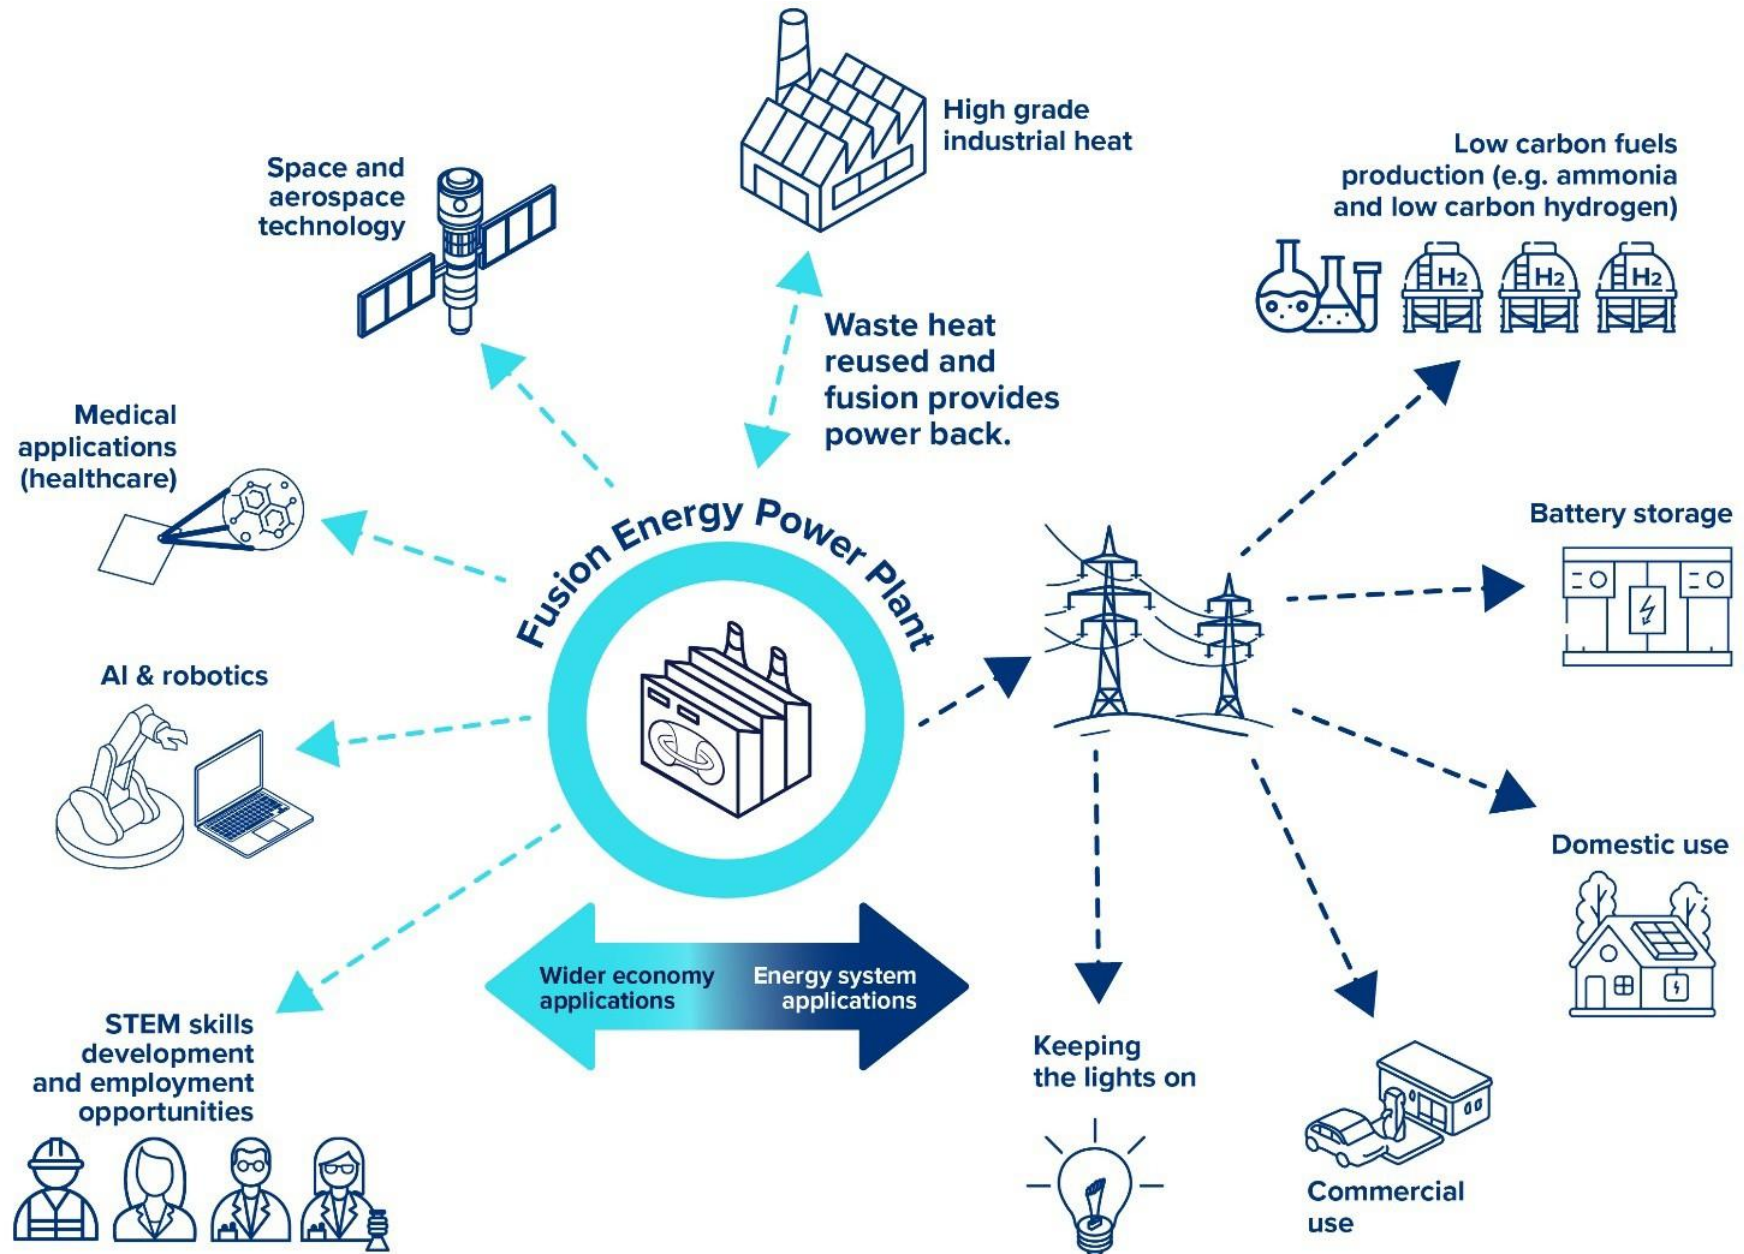 High grade
industrial heat
Space and
aerospace
technology
Low carbon fuels
production (e.g. ammonia
and low carbon hydrogen)
H2
H2
H2
Waste heat
reused and
fusion provides
power back.
Medical
applications
(healthcare)
Fusion Energy Power Plant
Battery storage
AI & robotics
Domestic use
Wider economy
applications
Energy system
applications
STEM skills
development
and employment
opportunities
Keeping
the lights on
Commercial
use